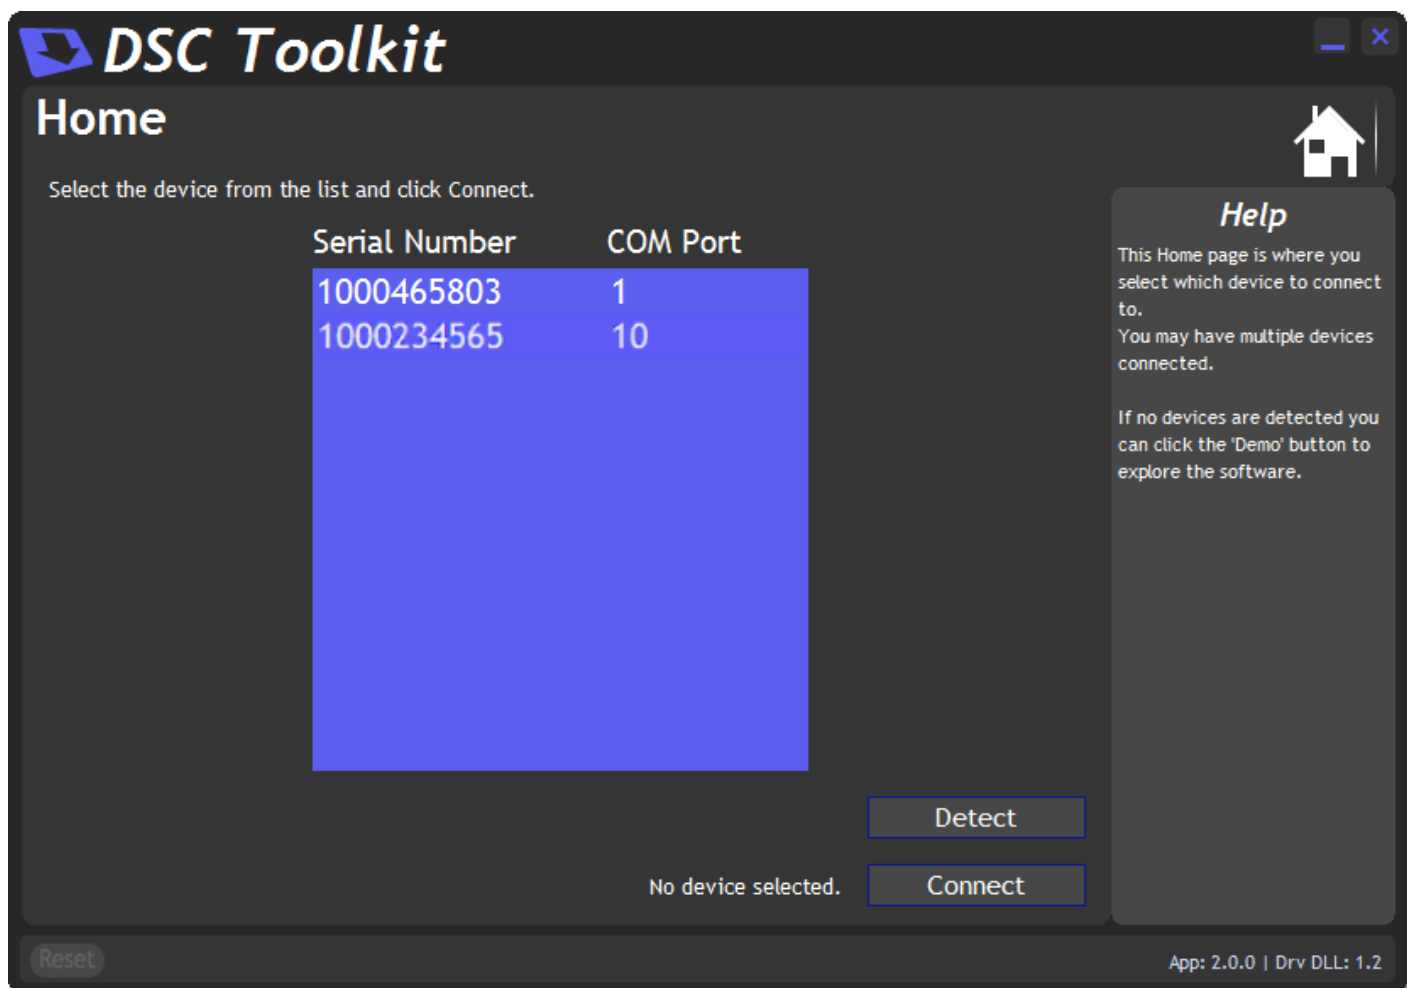 DSC Toolkit
Home
Select the device from the list and click Connect.
Serial Number COM Port
1000465803 1
1000234565 10
Detect
No device selected. Connect
Help
This Home page is where you
select which device to connect
to.
You may have multiple devices
connected.
If no devices are detected you
can click the 'Demo' button to
explore the software.
Reset
App: 2.0.0 | Drv DLL: 1.2